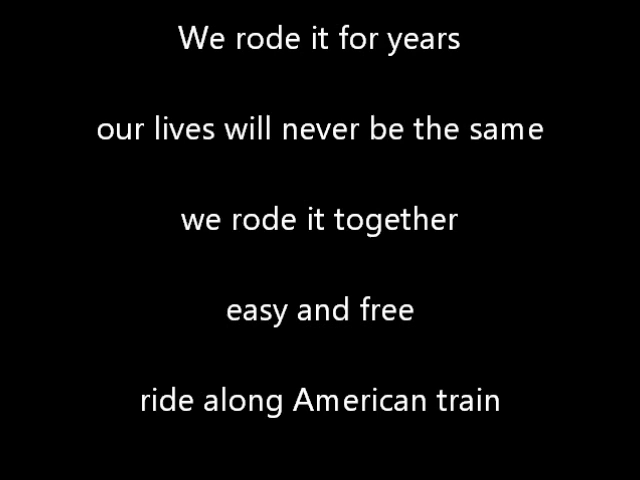 We rode it for years
our lives will never be the same
we rode it together
easy and free
ride along American train